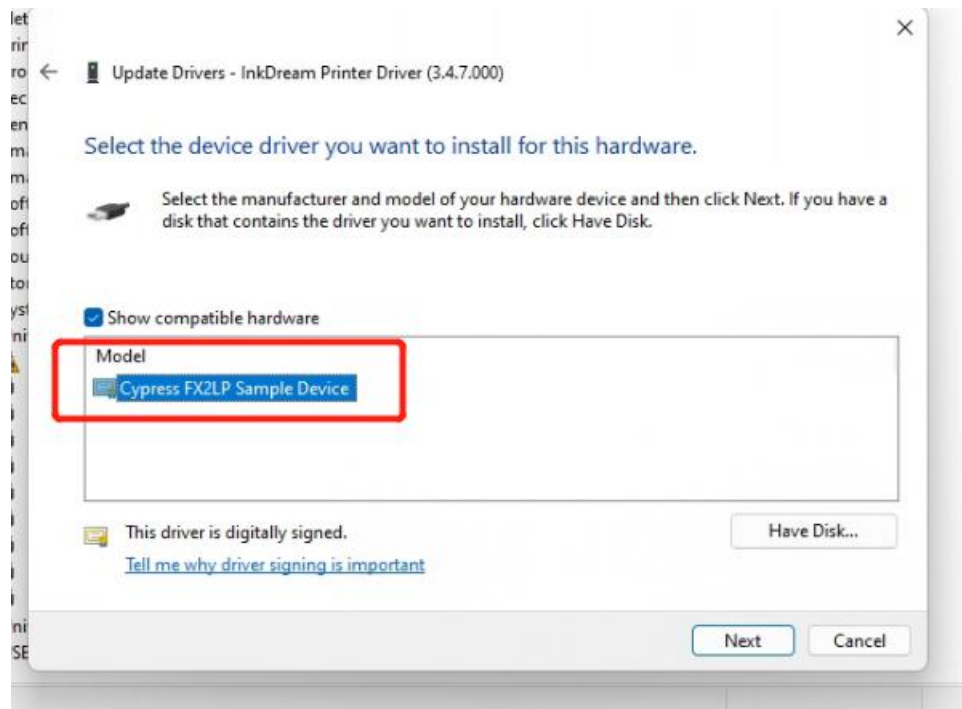 Update Drivers - InkDream Printer Driver (3.4.7.000)
Select the device driver you want to install for this hardware.
Select the manufacturer and model of your hardware device and then click Next. If you have a
disk that contains the driver you want to install, click Have Disk.
Show compatible hardware
Model
Cypress FX2LP Sample Device
This driver is digitally signed.
Have Disk...
Tell me why driver signing is important
Next
Cancel